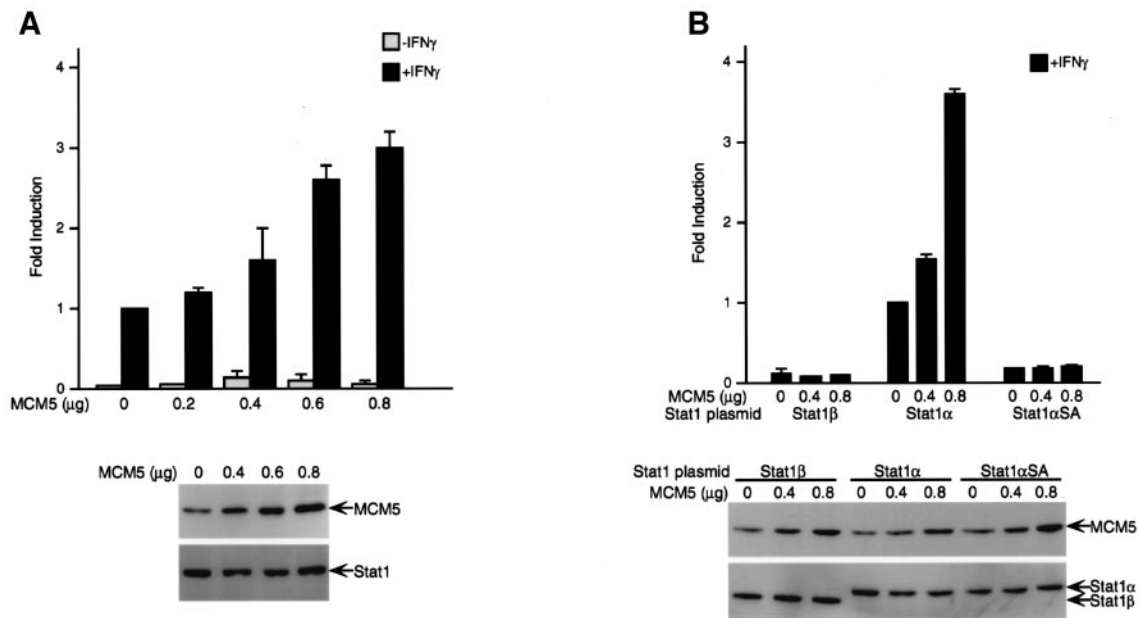 A
-IFNγ
+IFNγ
4
3
2
1
0
Fold Induction
MCM5 (μg) 0 0.2 0.4 0.6 0.8
MCM5 (μg) 0 0.4 0.6 0.8
MCM5
Stat1
B
+IFNγ
4
3
2
1
0
Fold Induction
MCM5 (μg) 0 0.4 0.8 0 0.4 0.8 0 0.4 0.8
Stat1 plasmid Stat1β Stat1α Stat1αSA
Stat1 plasmid Stat1β Stat1α Stat1αSA
MCM5 (μg) 0 0.4 0.8 0 0.4 0.8 0 0.4 0.8
MCM5
Stat1α
Stat1β